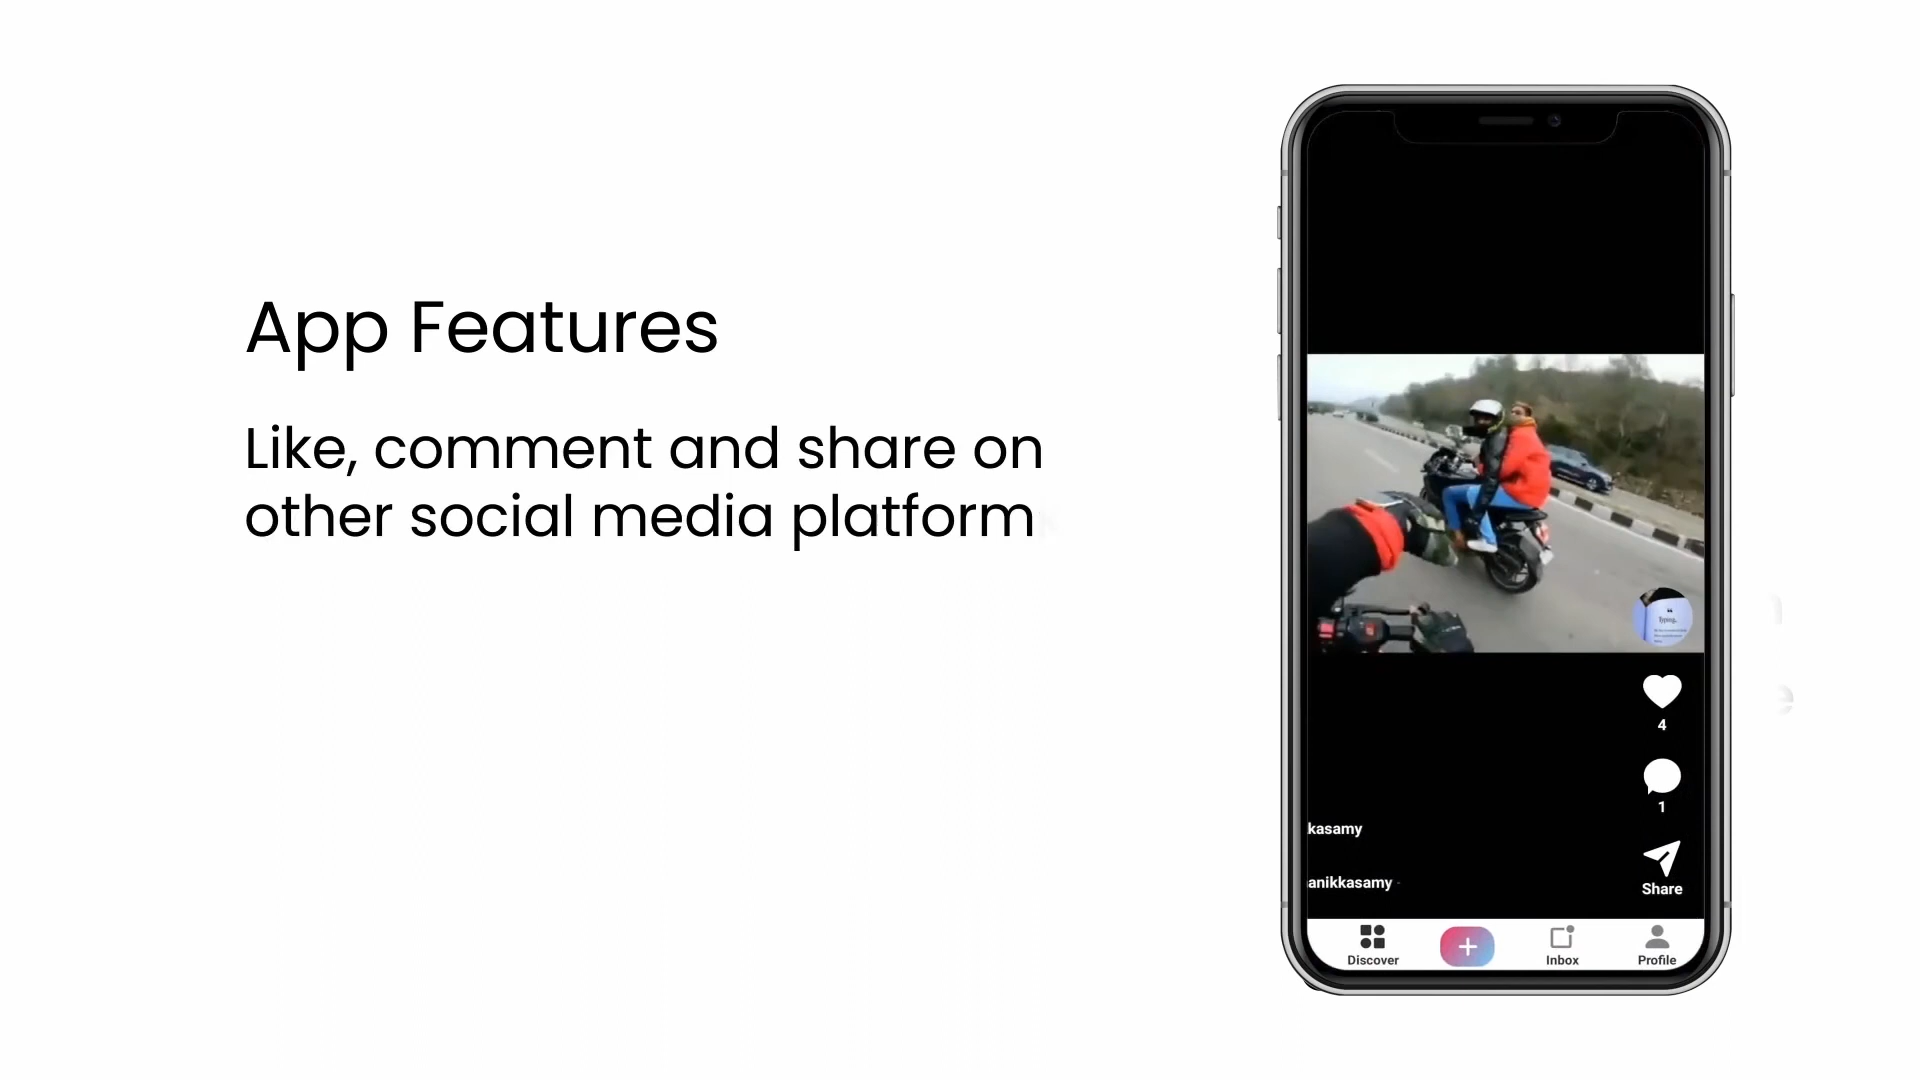 App Features
Like, comment and share on
other social media platform
Typing.
4
1
kasamy
anikkasamy
Share
Discover
Inbox
Profile